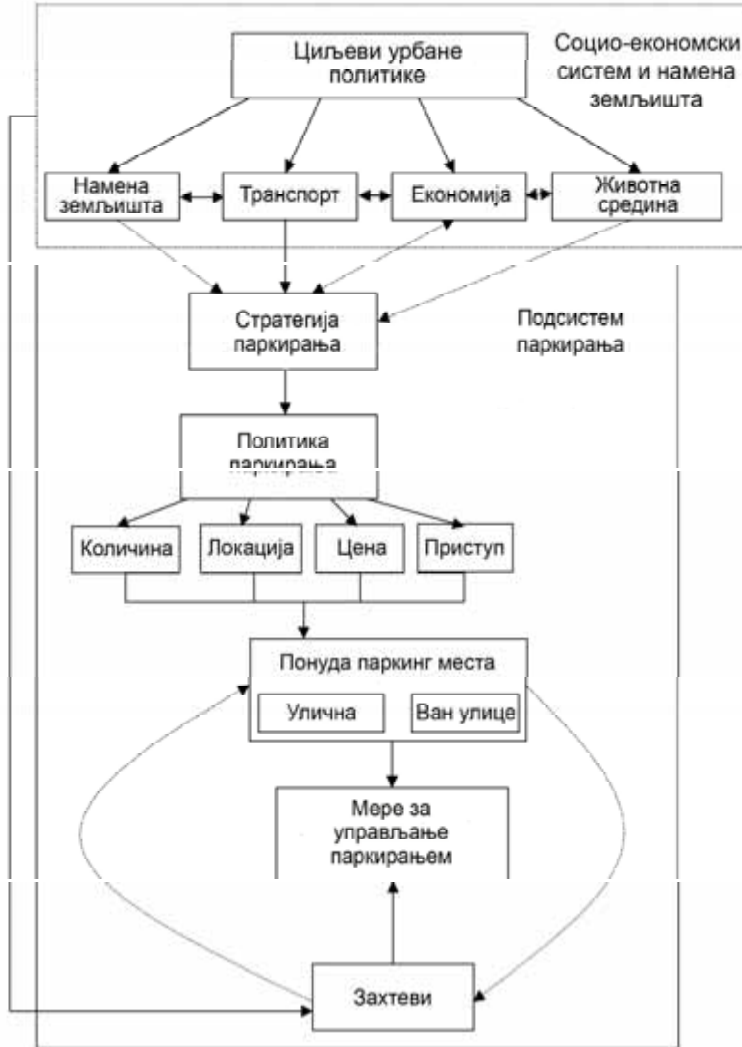 Циљеви урбане
политике
Социо-економски
систем и намена
земљишта
Намена
земљишта
Транспорт
Економија
Животна
средина
Стратегија
паркирања
Подсистем
паркирања
Политика
паркирања
Количина
Локација
Цена
Приступ
Понуда паркинг места
Улична
Ван улице
Мере за
управљање
паркирањем
Захтеви